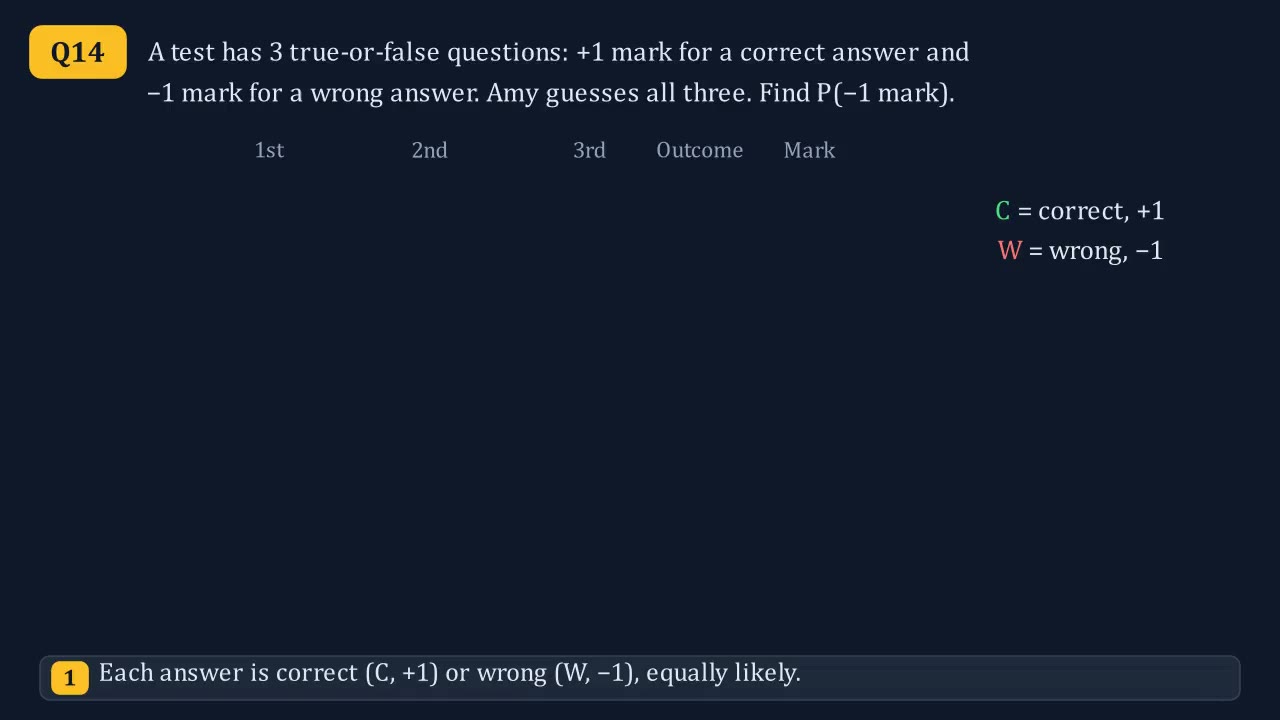 Q14 A test has 3 true-or-false questions: +1 mark for a correct answer and
−1 mark for a wrong answer. Amy guesses all three. Find P(−1 mark).
1st 2nd 3rd Outcome Mark
C = correct, +1
W = wrong, −1
1 Each answer is correct (C, +1) or wrong (W, −1), equally likely.